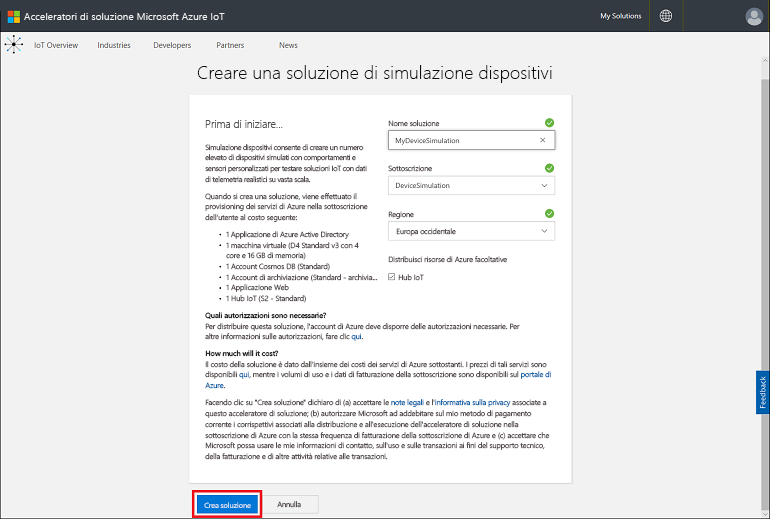 Acceleratori di soluzione Microsoft Azure IoT
My Solutions
IoT Overview
Industries
Developers
Partners
News
Creare una soluzione di simulazione dispositivi
Prima di iniziare...
Simulazione dispositivi consente di creare un numero
elevato di dispositivi simulati con comportamenti e
sensori personalizzati per testare soluzioni IoT con dati
di telemetria realistici su vasta scala.
Quando si crea una soluzione, viene effettuato il
provisioning dei servizi di Azure nella sottoscrizione
dell'utente al costo seguente:
• 1 Applicazione di Azure Active Directory
• 1 macchina virtuale (D4 Standard v3 con 4
core e 16 GB di memoria)
• 1 Account Cosmos DB (Standard)
• 1 Account di archiviazione (Standard - archivia...
• 1 Applicazione Web
• 1 Hub IoT (S2 - Standard)
Nome soluzione
MyDeviceSimulation
Sottoscrizione
DeviceSimulation
Regione
Europa occidentale
Distribuisci risorse di Azure facoltative
Hub IoT
Quali autorizzazioni sono necessarie?
Per distribuire questa soluzione, l'account di Azure deve disporre delle autorizzazioni necessarie. Per
altre informazioni sulle autorizzazioni, fare clic qui.
How much will it cost?
Il costo della soluzione è dato dall'insieme dei costi dei servizi di Azure sottostanti. I prezzi di tali servizi sono
disponibili qui, mentre i volumi di uso e i dati di fatturazione della sottoscrizione sono disponibili sul portale di
Azure.
Facendo clic su "Crea soluzione" dichiaro di (a) accettare le note legali e l'informativa sulla privacy associate a
questo acceleratore di soluzione; (b) autorizzare Microsoft ad addebitare sul mio metodo di pagamento
corrente i corrispettivi associati alla distribuzione e all'esecuzione dell'acceleratore di soluzione nella
sottoscrizione di Azure con la stessa frequenza di fatturazione della sottoscrizione di Azure e (c) accettare che
Microsoft possa usare le mie informazioni di contatto, sull'uso e sulle transazioni ai fini del supporto tecnico,
della fatturazione e di altre attività relative alle transazioni.
Crea soluzione
Annulla
Feedback